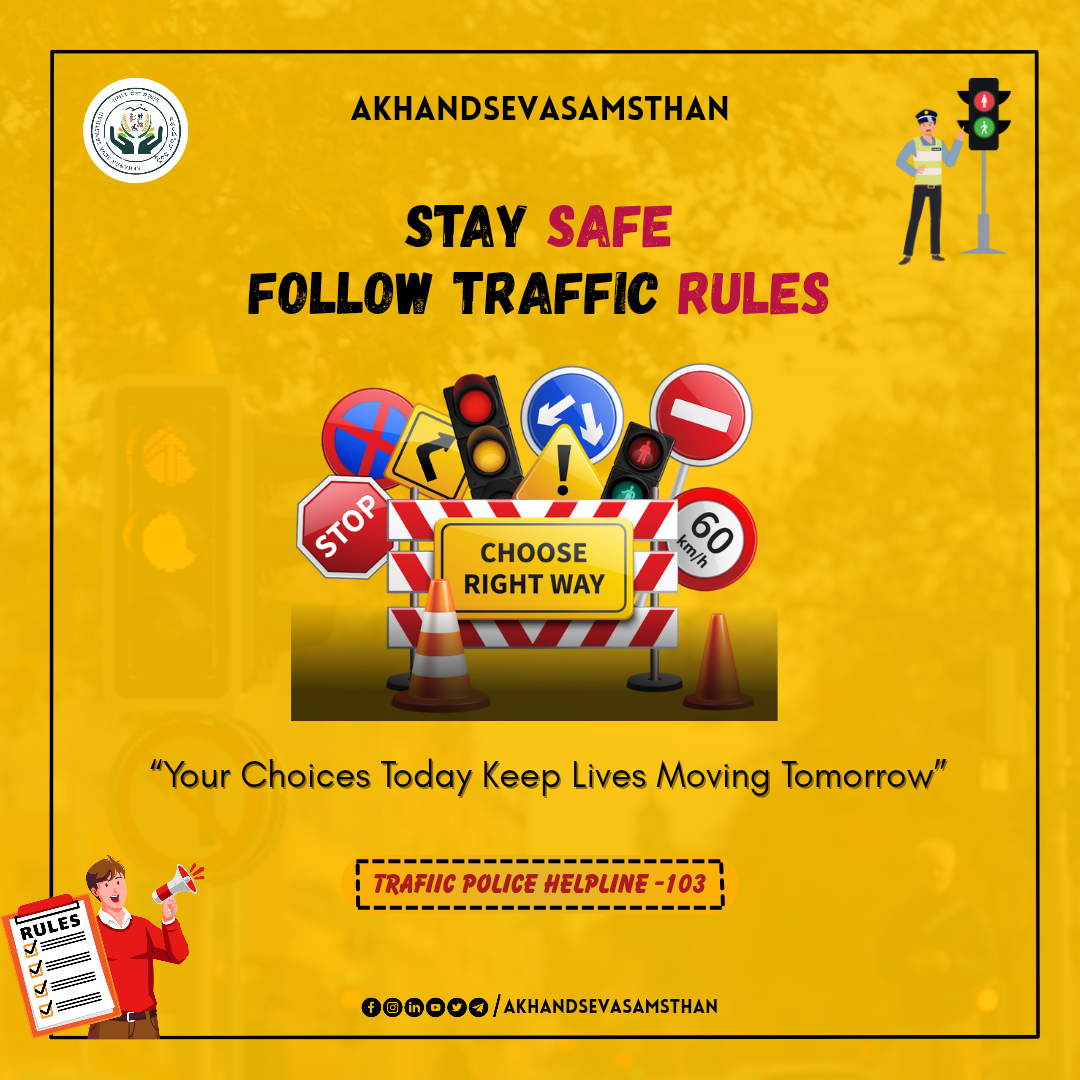 AKHANDSEVASAMSTHAN
STAY SAFE
FOLLOW TRAFFIC RULES
STOP
60
km/h
CHOOSE
RIGHT WAY
“Your Choices Today Keep Lives Moving Tomorrow”
TRAFIIC POLICE HELPLINE -103
RULES
/AKHANDSEVASAMSTHAN